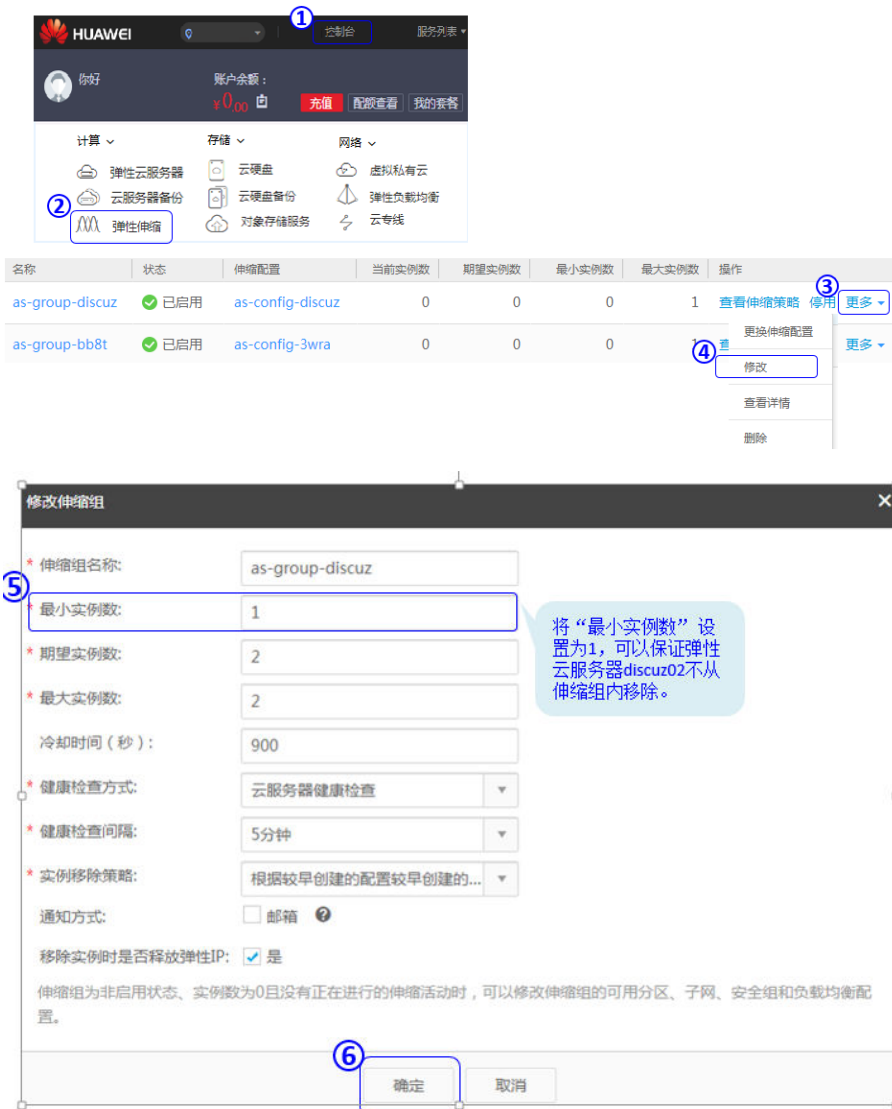 ①
HUAWEI
控制台
服务列表
你好
账户余额：
¥0.00
充值
配额查看
我的套餐
计算
存储
网络
弹性云服务器
云硬盘
虚拟私有云
云服务器备份
云硬盘备份
弹性负载均衡
②
弹性伸缩
对象存储服务
云专线
名称 状态 伸缩配置 当前实例数 期望实例数 最小实例数 最大实例数 操作
③
as-group-discuz 已启用 as-config-discuz 0 0 0 1 查看伸缩策略 停用 更多
更换伸缩配置
as-group-bb8t 已启用 as-config-3wra 0 0 0 1 查 更多
④
修改
查看详情
删除
修改伸缩组 ×
* 伸缩组名称: as-group-discuz
⑤
* 最小实例数: 1
将“最小实例数”设
置为1，可以保证弹性
云服务器discuz02不从
伸缩组内移除。
* 期望实例数: 2
* 最大实例数: 2
冷却时间（秒）: 900
* 健康检查方式: 云服务器健康检查
* 健康检查间隔: 5分钟
* 实例移除策略: 根据较早创建的配置较早创建的...
通知方式: 邮箱 ?
移除实例时是否释放弹性IP: 是
伸缩组为非启用状态、实例数为0且没有正在进行的伸缩活动时，可以修改伸缩组的可用分区、子网、安全组和负载均衡配
置。
⑥
确定
取消